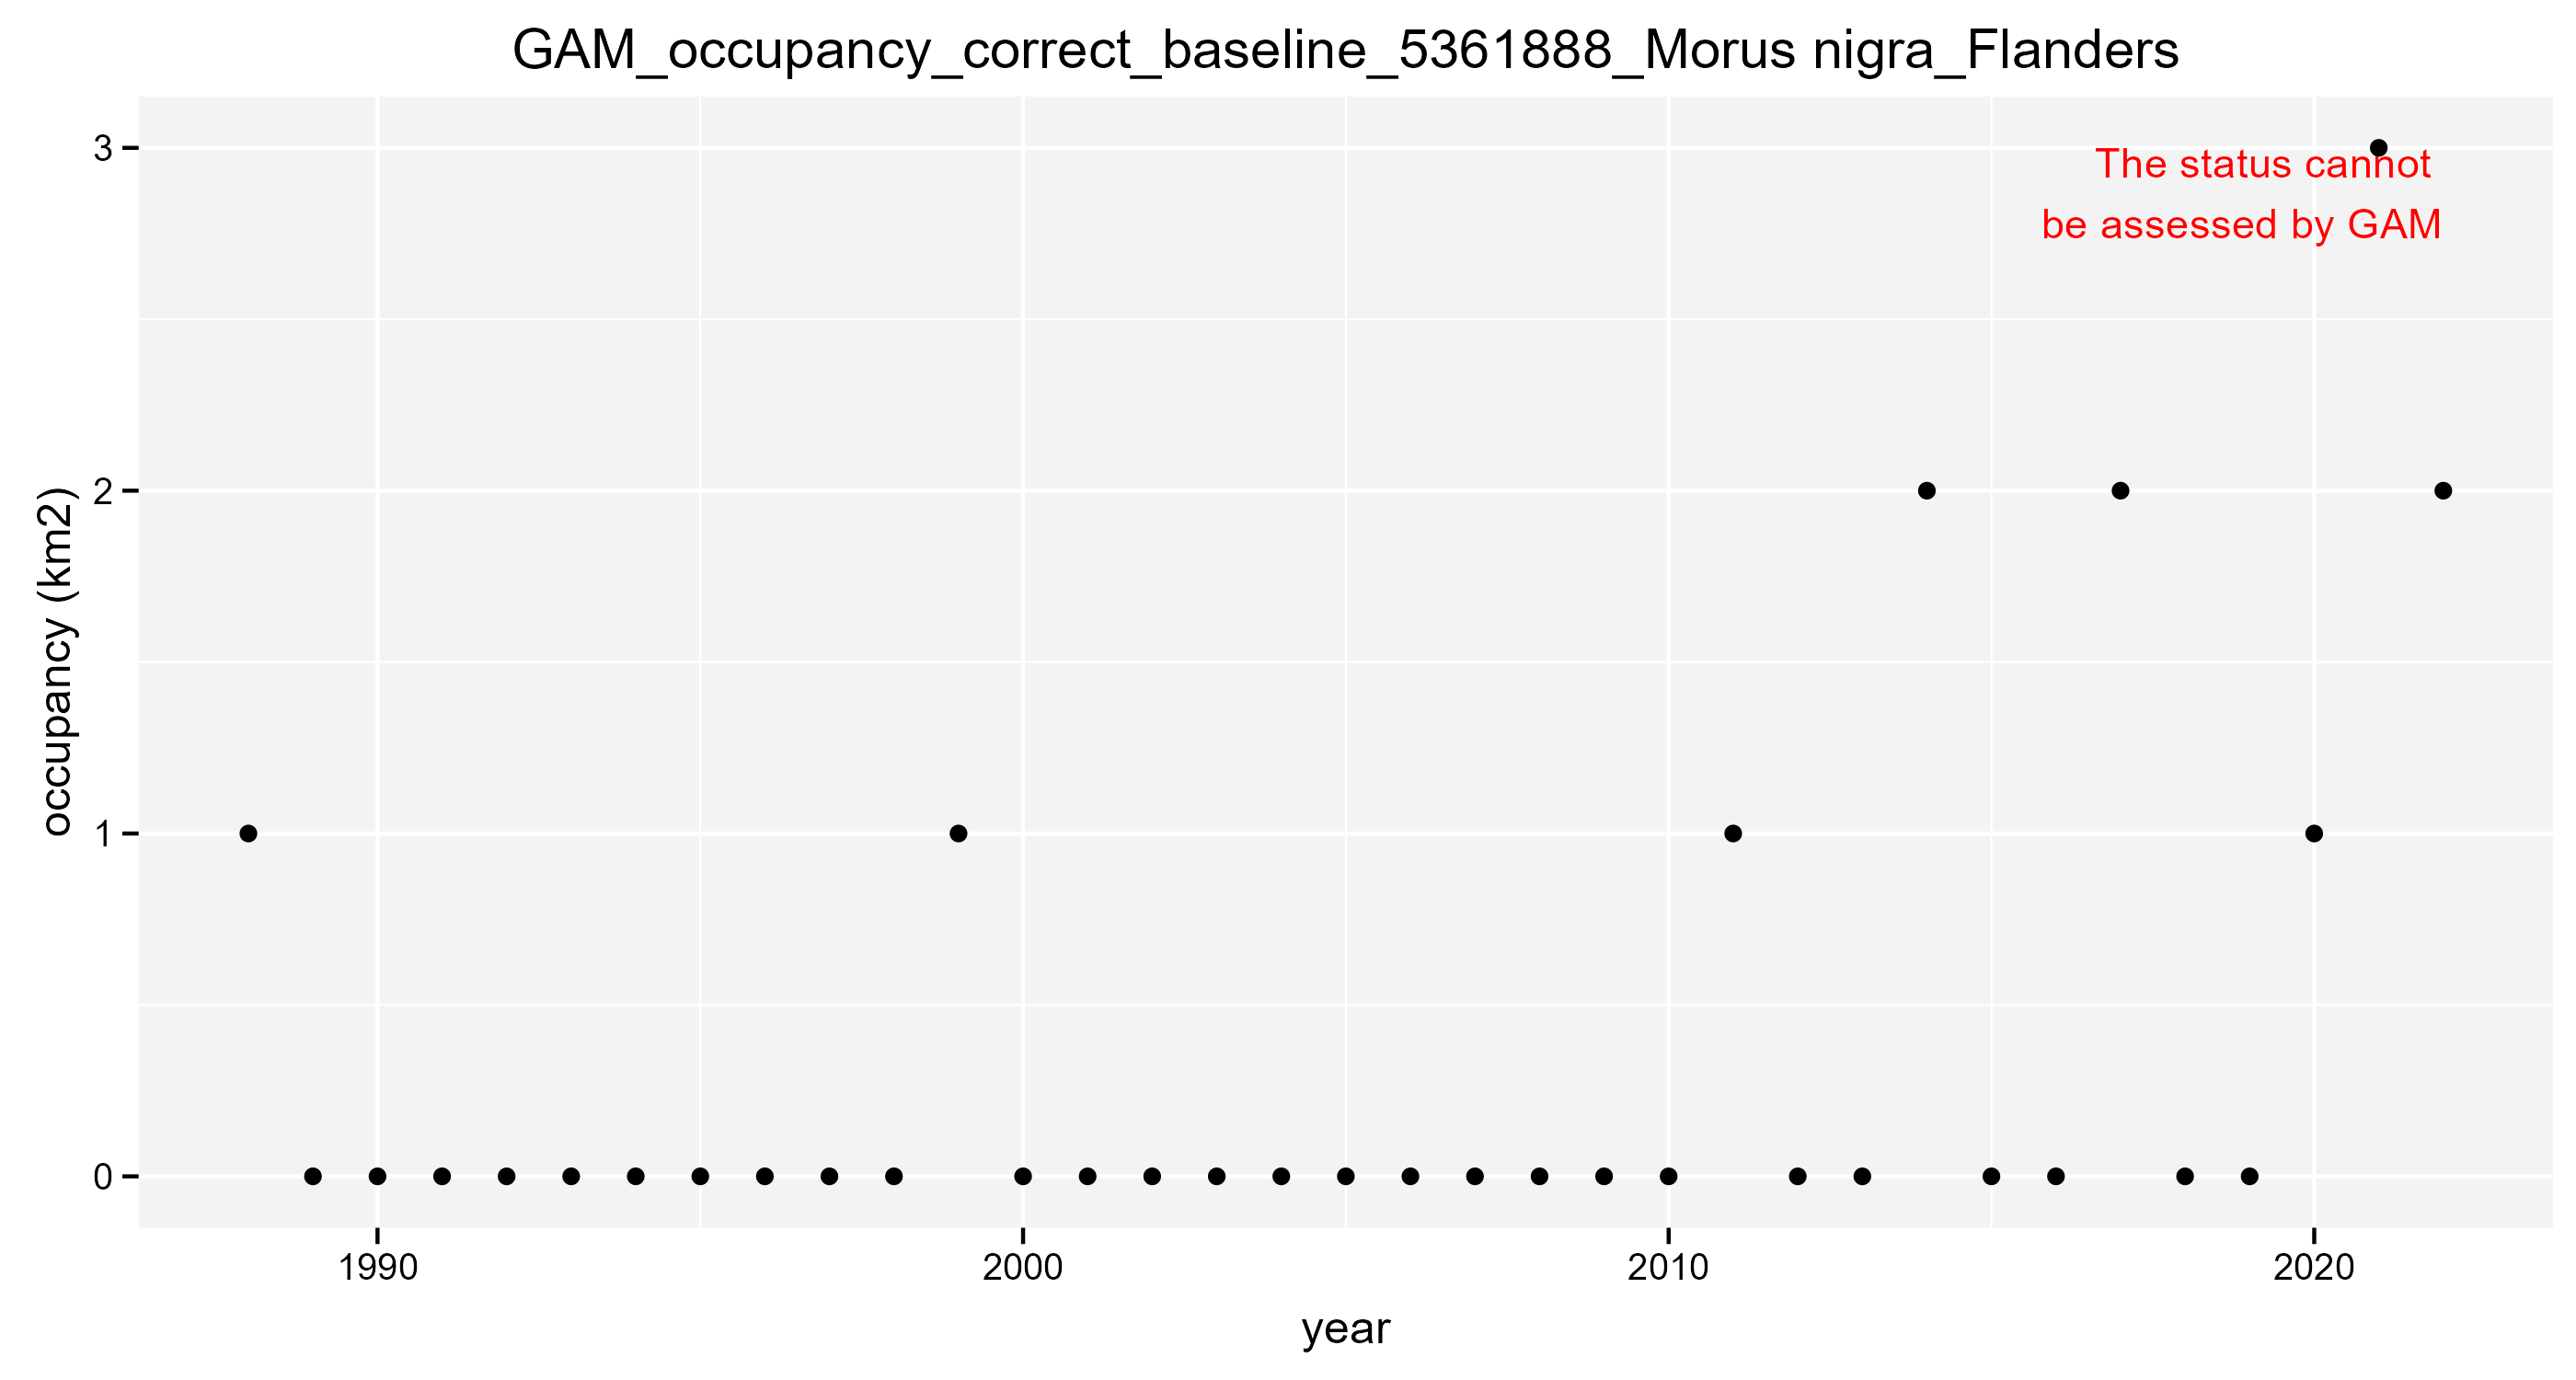 GAM_occupancy_correct_baseline_5361888_Morus nigra_Flanders
occupancy (km2)
3
2
1
0
The status cannot
be assessed by GAM
1990
2000
2010
2020
year